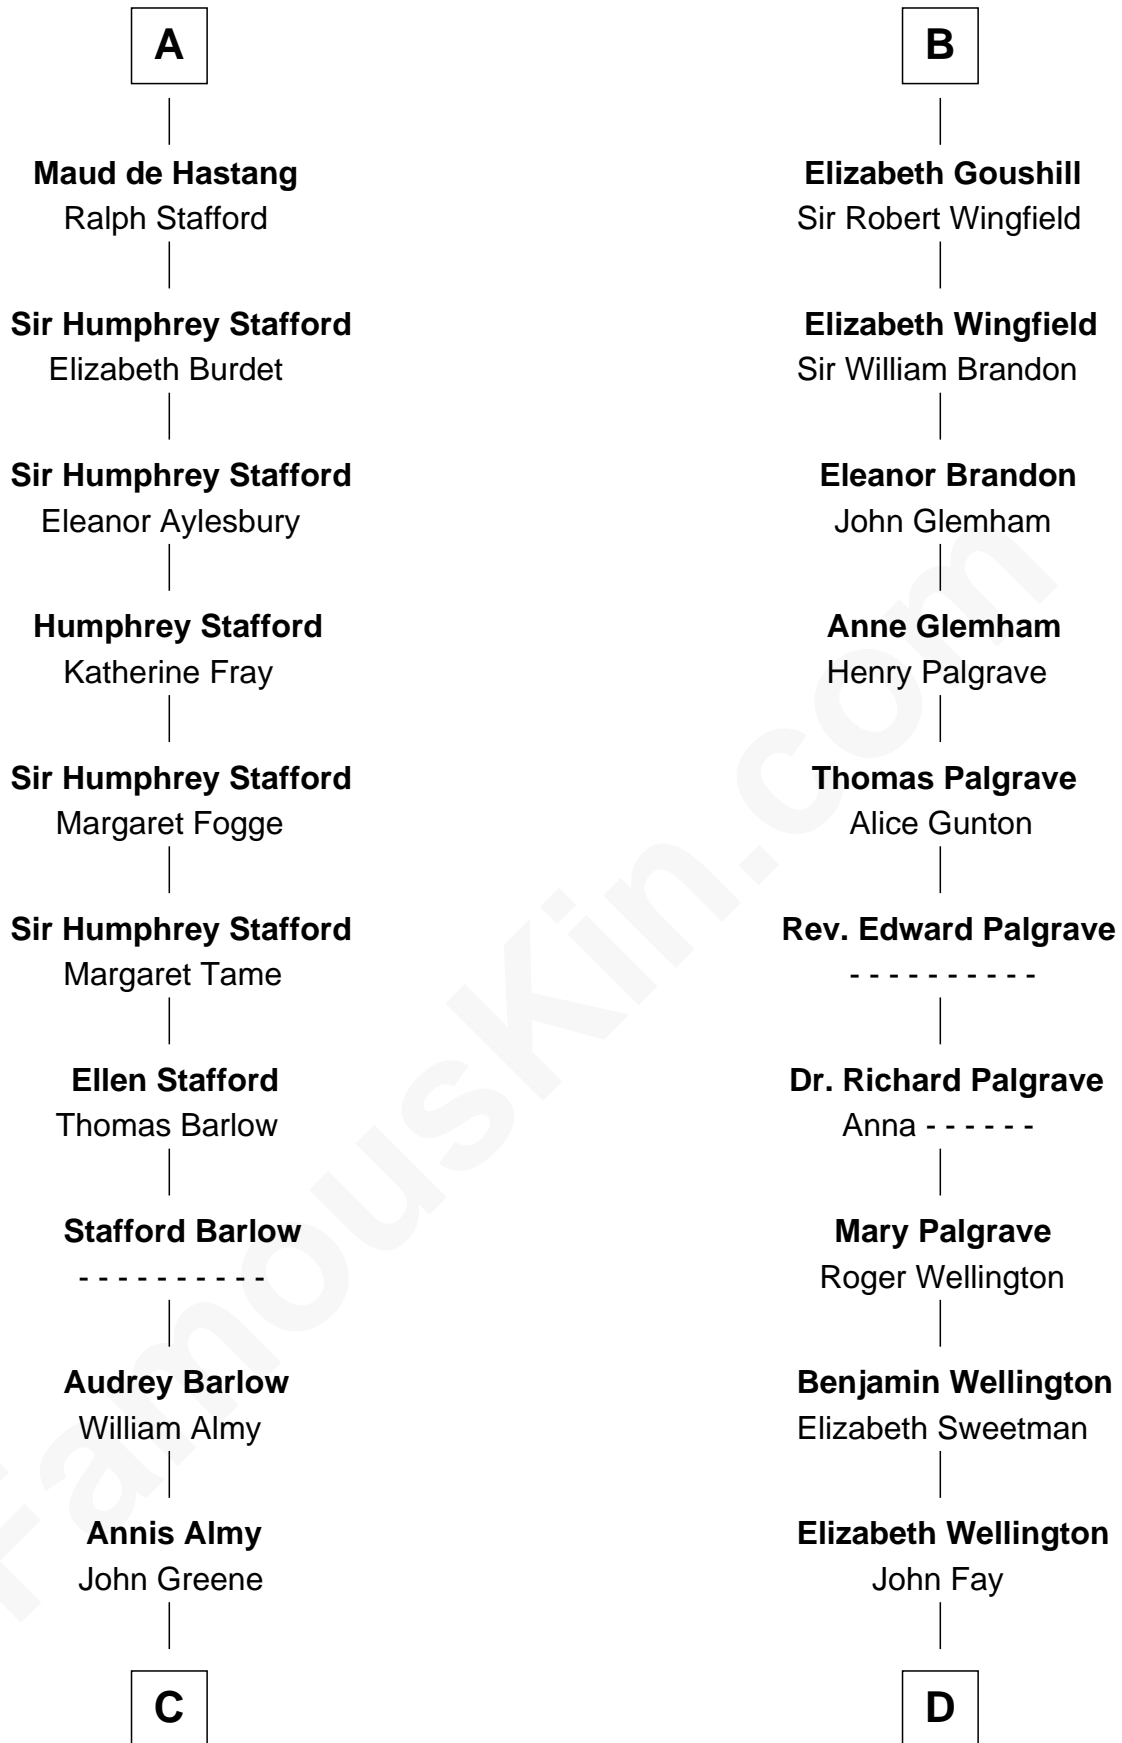 A
Maud de Hastang
Ralph Stafford
Sir Humphrey Stafford
Elizabeth Burdet
Sir Humphrey Stafford
Eleanor Aylesbury
Humphrey Stafford
Katherine Fray
Sir Humphrey Stafford
Margaret Fogge
Sir Humphrey Stafford
Margaret Tame
Ellen Stafford
Thomas Barlow
Stafford Barlow
- - - - - - - - - -
Audrey Barlow
William Almy
Annis Almy
John Greene
C
B
Elizabeth Goushill
Sir Robert Wingfield
Elizabeth Wingfield
Sir William Brandon
Eleanor Brandon
John Glemham
Anne Glemham
Henry Palgrave
Thomas Palgrave
Alice Gunton
Rev. Edward Palgrave
- - - - - - - - - -
Dr. Richard Palgrave
Anna - - - - - -
Mary Palgrave
Roger Wellington
Benjamin Wellington
Elizabeth Sweetman
Elizabeth Wellington
John Fay
D
FamousKin.com